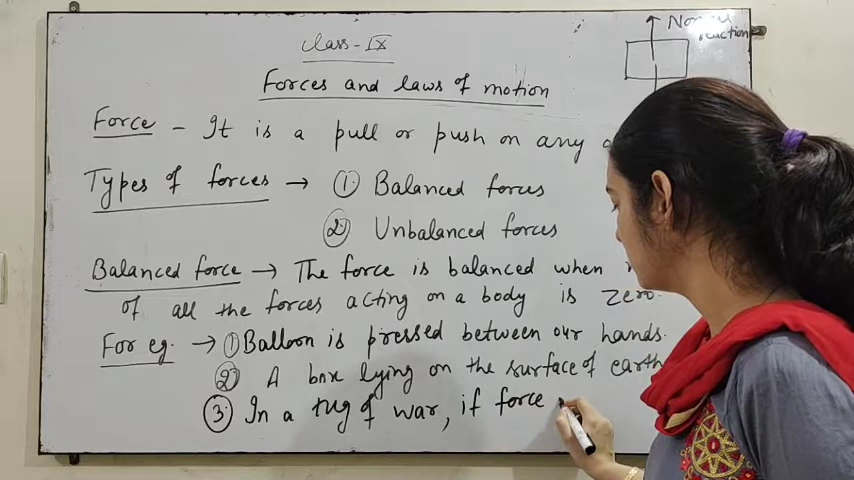 Class-IX
Forces and laws of motion
Force - It is a pull or push on any
Types of forces → ① Balanced forces
② Unbalanced forces
Balanced force → The force is balanced when
of all the forces acting on a body is zero.
For eg. → ① Balloon is pressed between our hands.
② A box lying on the surface of earth
③ In a tug of war, if force